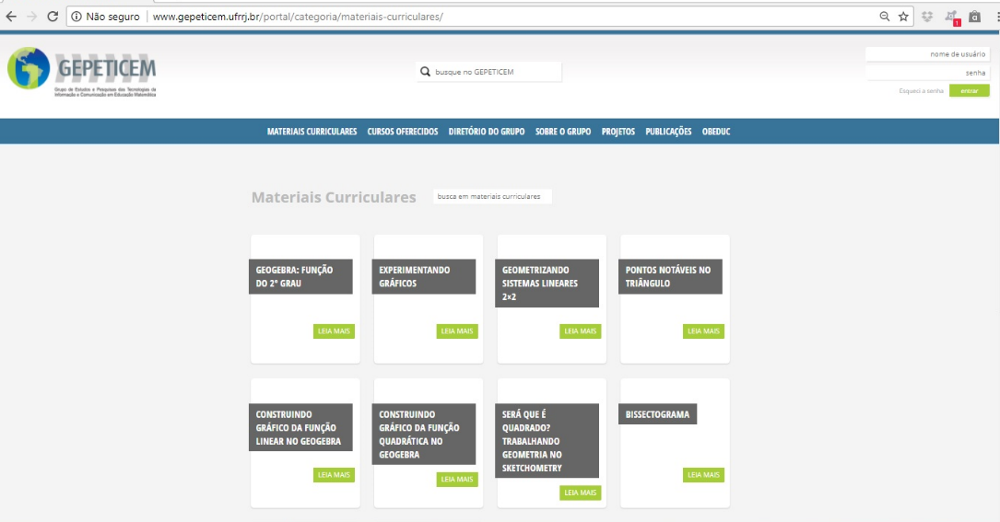 Não seguro | www.gepeticem.ufrrj.br/portal/categoria/materiais-curriculares/
1
GEPETICEM
Grupo de Estudos e Pesquisas das Tecnologias da
Informação e Comunicação em Educação Matemática
busque no GEPETICEM
nome de usuário
senha
Esqueci a senha
entrar
MATERIAIS CURRICULARES CURSOS OFERECIDOS DIRETÓRIO DO GRUPO SOBRE O GRUPO PROJETOS PUBLICAÇÕES OBEDUC
Materiais Curriculares
busca em materiais curriculares
GEOGEBRA: FUNÇÃO
DO 2° GRAU
LEIA MAIS
EXPERIMENTANDO
GRÁFICOS
LEIA MAIS
GEOMETRIZANDO
SISTEMAS LINEARES
2×2
LEIA MAIS
PONTOS NOTÁVEIS NO
TRIÂNGULO
LEIA MAIS
CONSTRUINDO
GRÁFICO DA FUNÇÃO
LINEAR NO GEOGEBRA
LEIA MAIS
CONSTRUINDO
GRÁFICO DA FUNÇÃO
QUADRÁTICA NO
GEOGEBRA
LEIA MAIS
SERÁ QUE É
QUADRADO?
TRABALHANDO
GEOMETRIA NO
SKETCHOMETRY
LEIA MAIS
BISSECTOGRAMA
LEIA MAIS